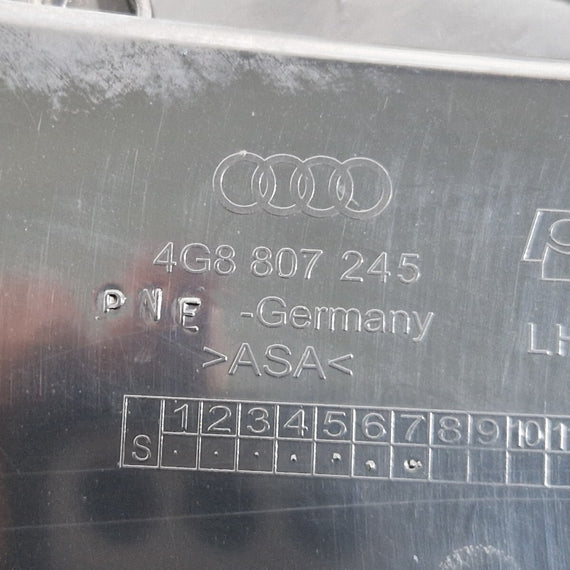 4G8 807 245
PNE -Germany
>ASA<
LH
S 1 2 3 4 5 6 7 8 9 10